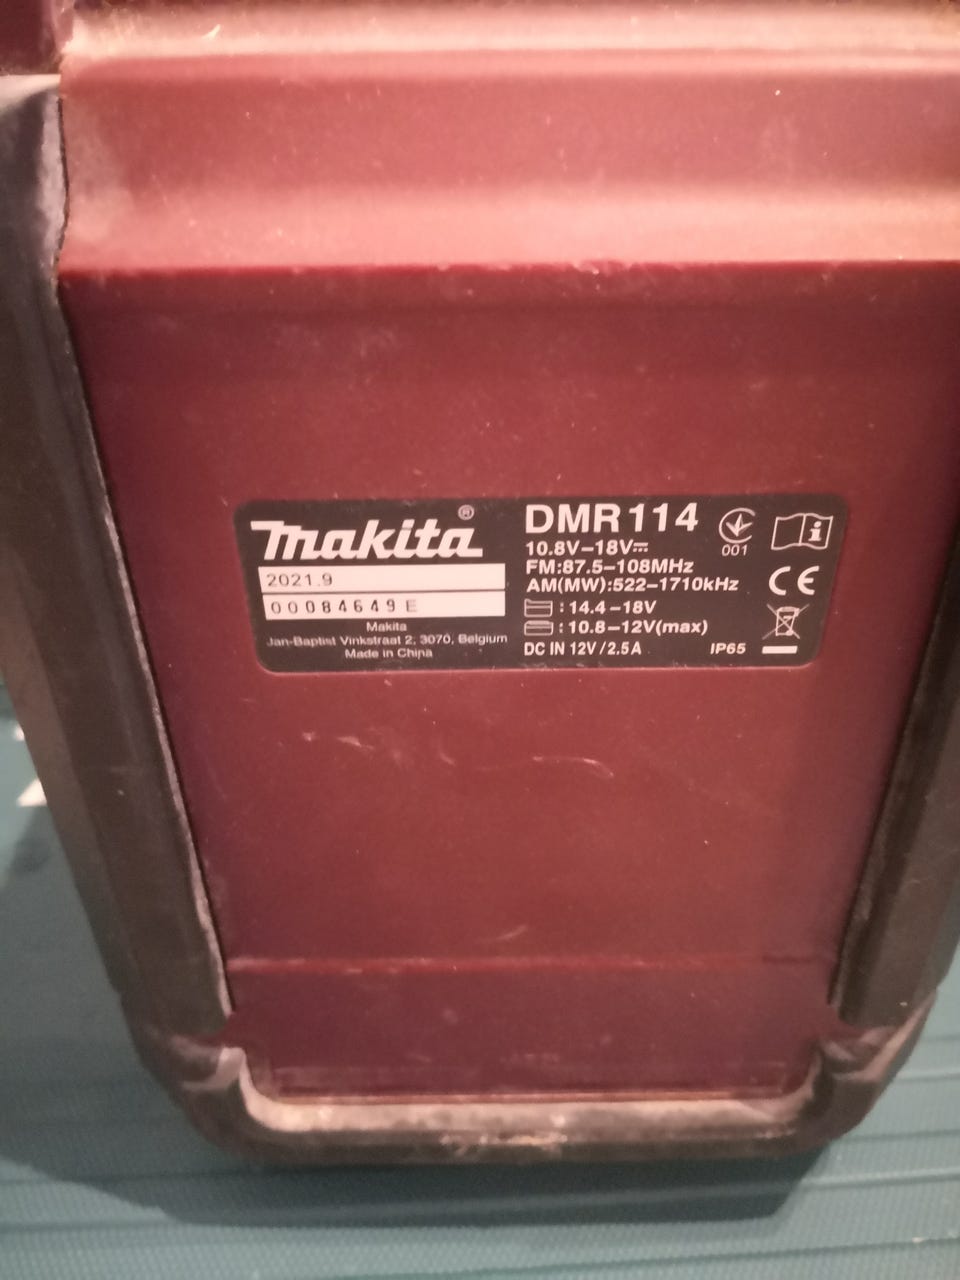 makita®
2021.9
00084649E
Makita
Jan-Baptist Vinkstraat 2, 3070, Belgium
Made in China
DMR114
10.8V⎓18V⎓
FM:87.5–108MHz
AM(MW):522–1710kHz
: 14.4–18V
: 10.8–12V(max)
DC IN 12V/2.5A
001
i
CE
IP65